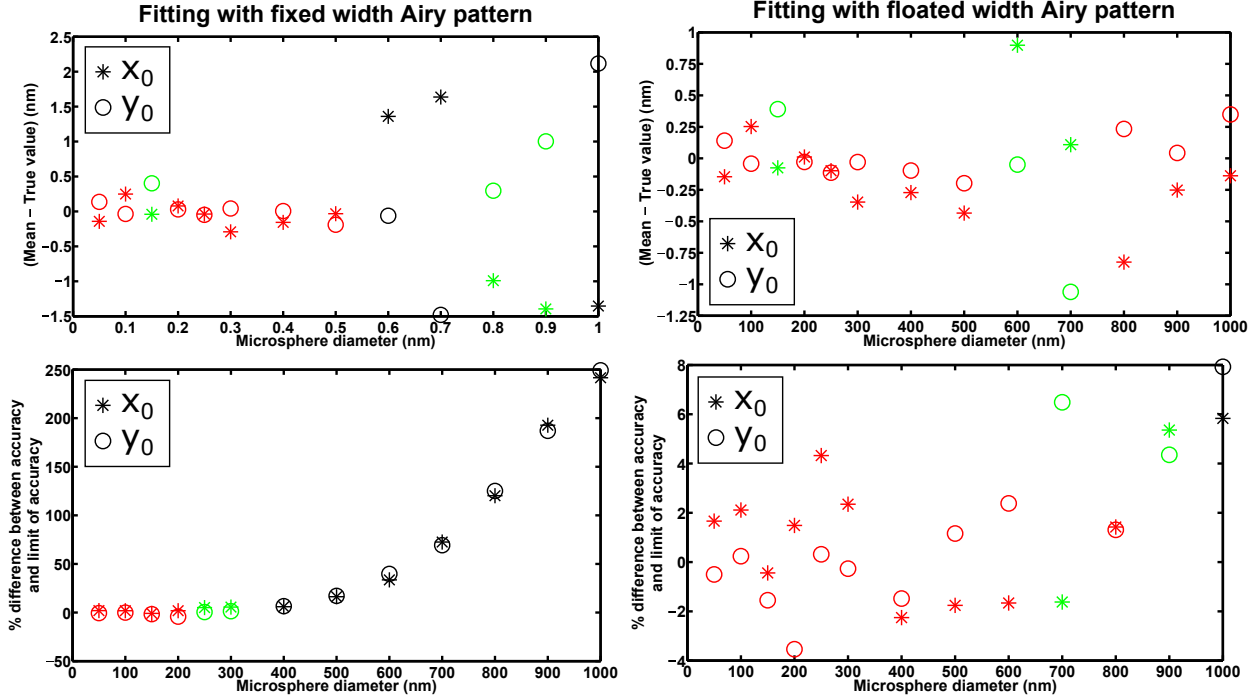 Fitting with fixed width Airy pattern
(Mean − True value) (nm)
2.5
2
1.5
1
0.5
0
−0.5
−1
−1.5
x0
y0
0 0.1 0.2 0.3 0.4 0.5 0.6 0.7 0.8 0.9 1
Microsphere diameter (nm)
Fitting with floated width Airy pattern
(Mean − True value) (nm)
1
0.75
0.5
0.25
0
−0.25
−0.5
−0.75
−1
−1.25
x0
y0
0 100 200 300 400 500 600 700 800 900 1000
Microsphere diameter (nm)
% difference between accuracy
and limit of accuracy
250
200
150
100
50
0
−50
x0
y0
0 100 200 300 400 500 600 700 800 900 1000
Microsphere diameter (nm)
% difference between accuracy
and limit of accuracy
8
6
4
2
0
−2
−4
x0
y0
0 100 200 300 400 500 600 700 800 900 1000
Microsphere diameter (nm)